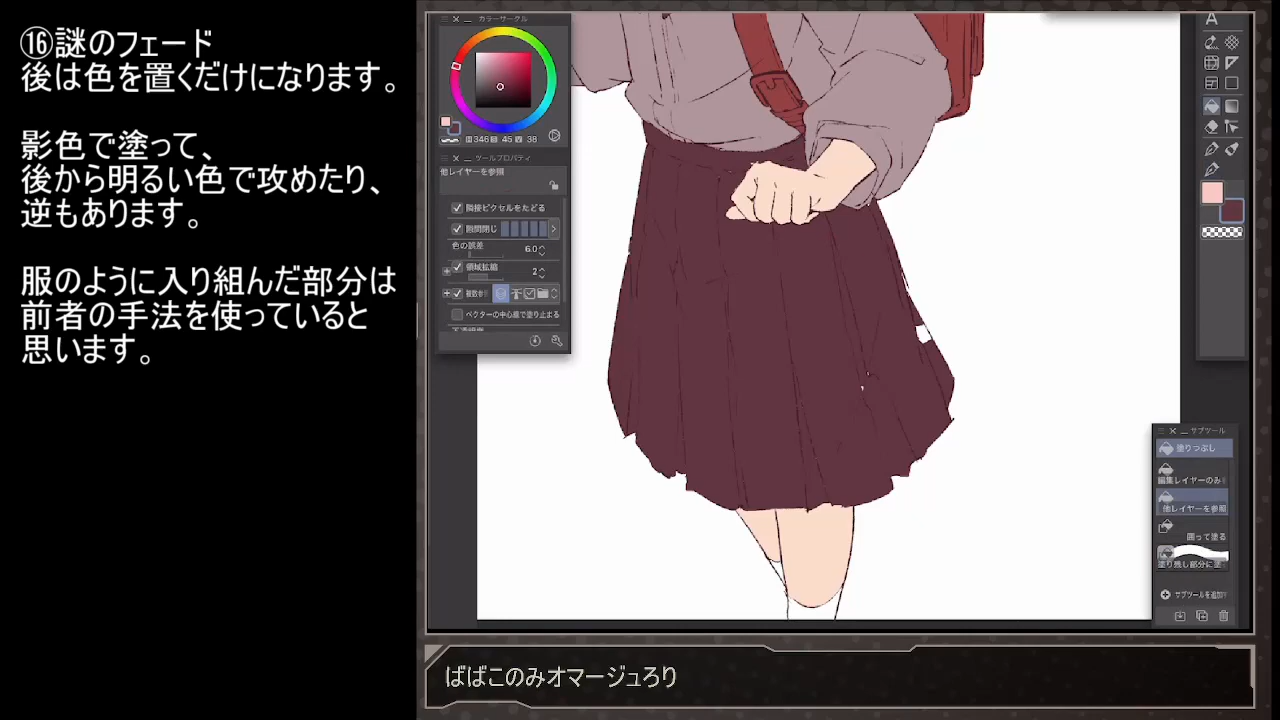 ⑯謎のフェード
後は色を置くだけになります。
影色で塗って、
後から明るい色で攻めたり、
逆もあります。
服のように入り組んだ部分は
前者の手法を使っていると
思います。
カラーサークル
346 45 38
ツールプロパティ
他レイヤーを参照
隣接ピクセルをたどる
隙間閉じ
色の誤差 6.0
領域拡縮 2
複数参照
ベクターの中心線で塗り止まる
A
サブツール
塗りつぶし
編集レイヤーのみ
他レイヤーを参照
囲って塗る
塗り残し部分に塗
サブツールを追加
ばばこのみオマージュろり